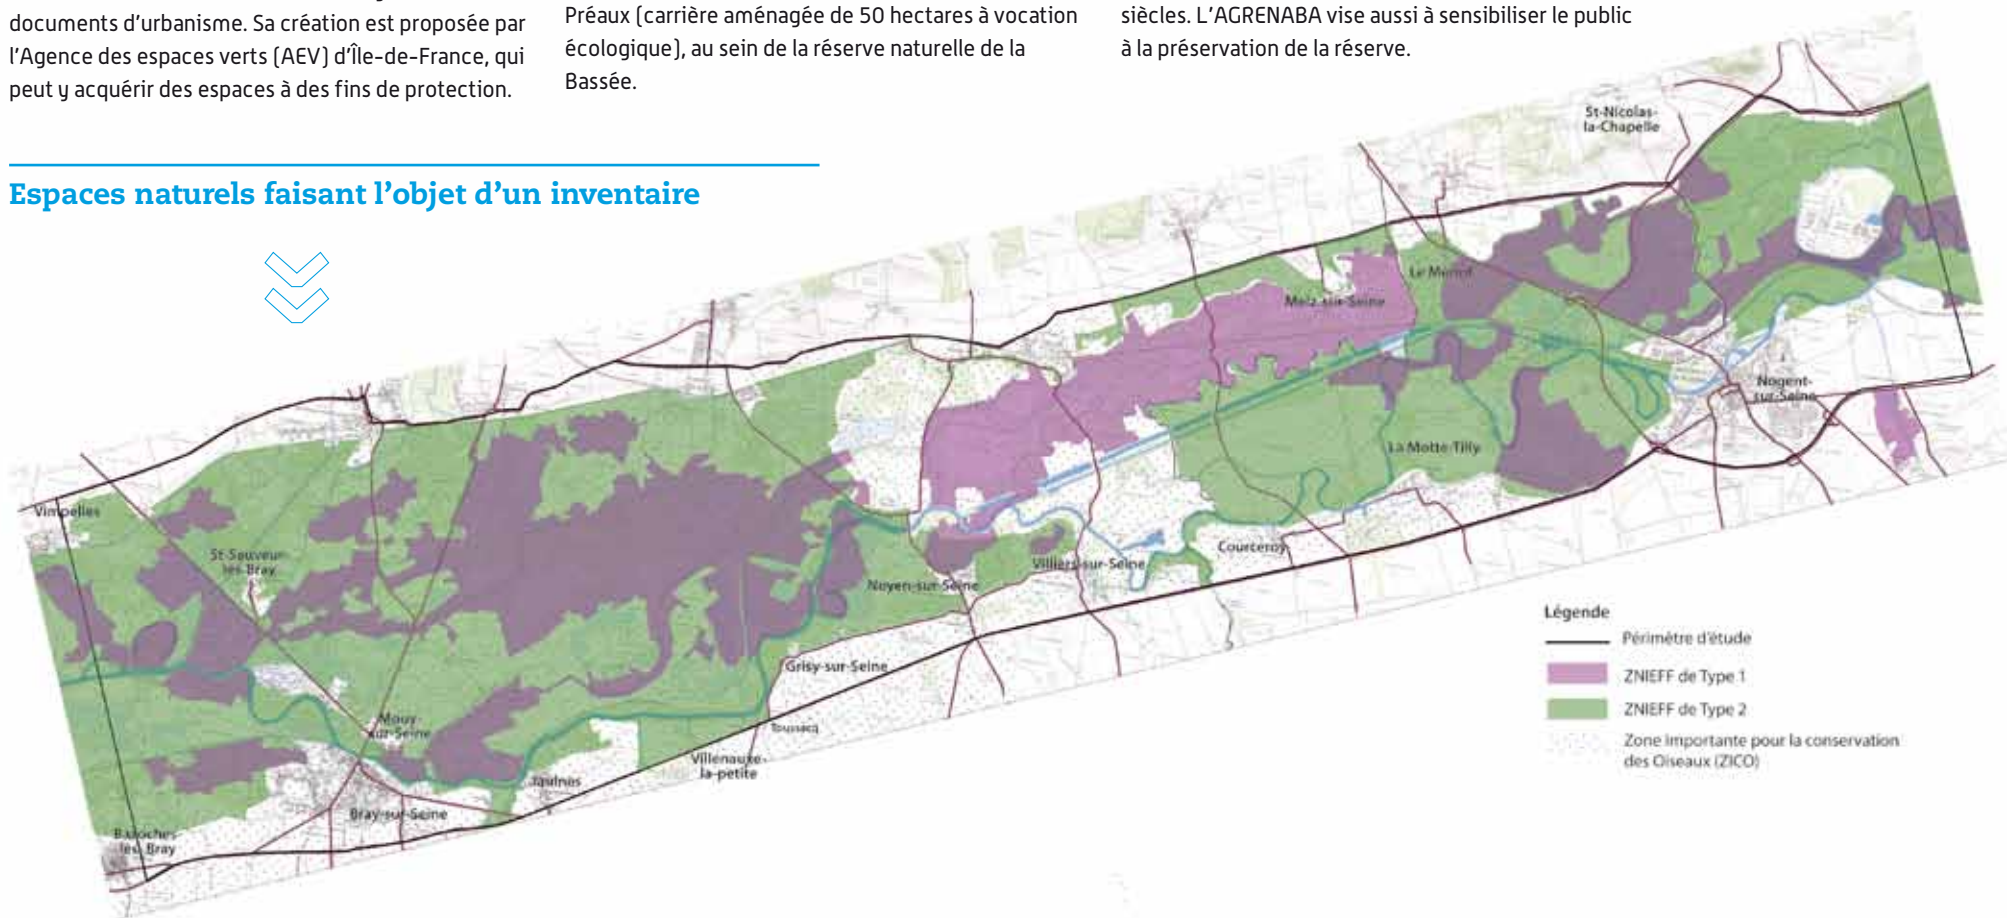 documents d'urbanisme. Sa création est proposée par
l'Agence des espaces verts (AEV) d'Île-de-France, qui
peut y acquérir des espaces à des fins de protection.
Préaux (carrière aménagée de 50 hectares à vocation
écologique), au sein de la réserve naturelle de la
Bassée.
siècles. L'AGRENABA vise aussi à sensibiliser le public
à la préservation de la réserve.
Espaces naturels faisant l'objet d'un inventaire
St-Nicolas-
la-Chapelle
Le Mériot
Melz-sur-Seine
Nogent-
sur-Seine
La Motte-Tilly
Vimpelles
St-Sauveur-
les-Bray
Courceroy
Villiers-sur-Seine
Noyen-sur-Seine
Grisy-sur-Seine
Mouy-
sur-Seine
Toussacq
Villenauxe-
la-petite
Jaulnes
Bray-sur-Seine
Bazoches-
les-Bray
Légende
Périmètre d'étude
ZNIEFF de Type 1
ZNIEFF de Type 2
Zone Importante pour la conservation
des Oiseaux (ZICO)